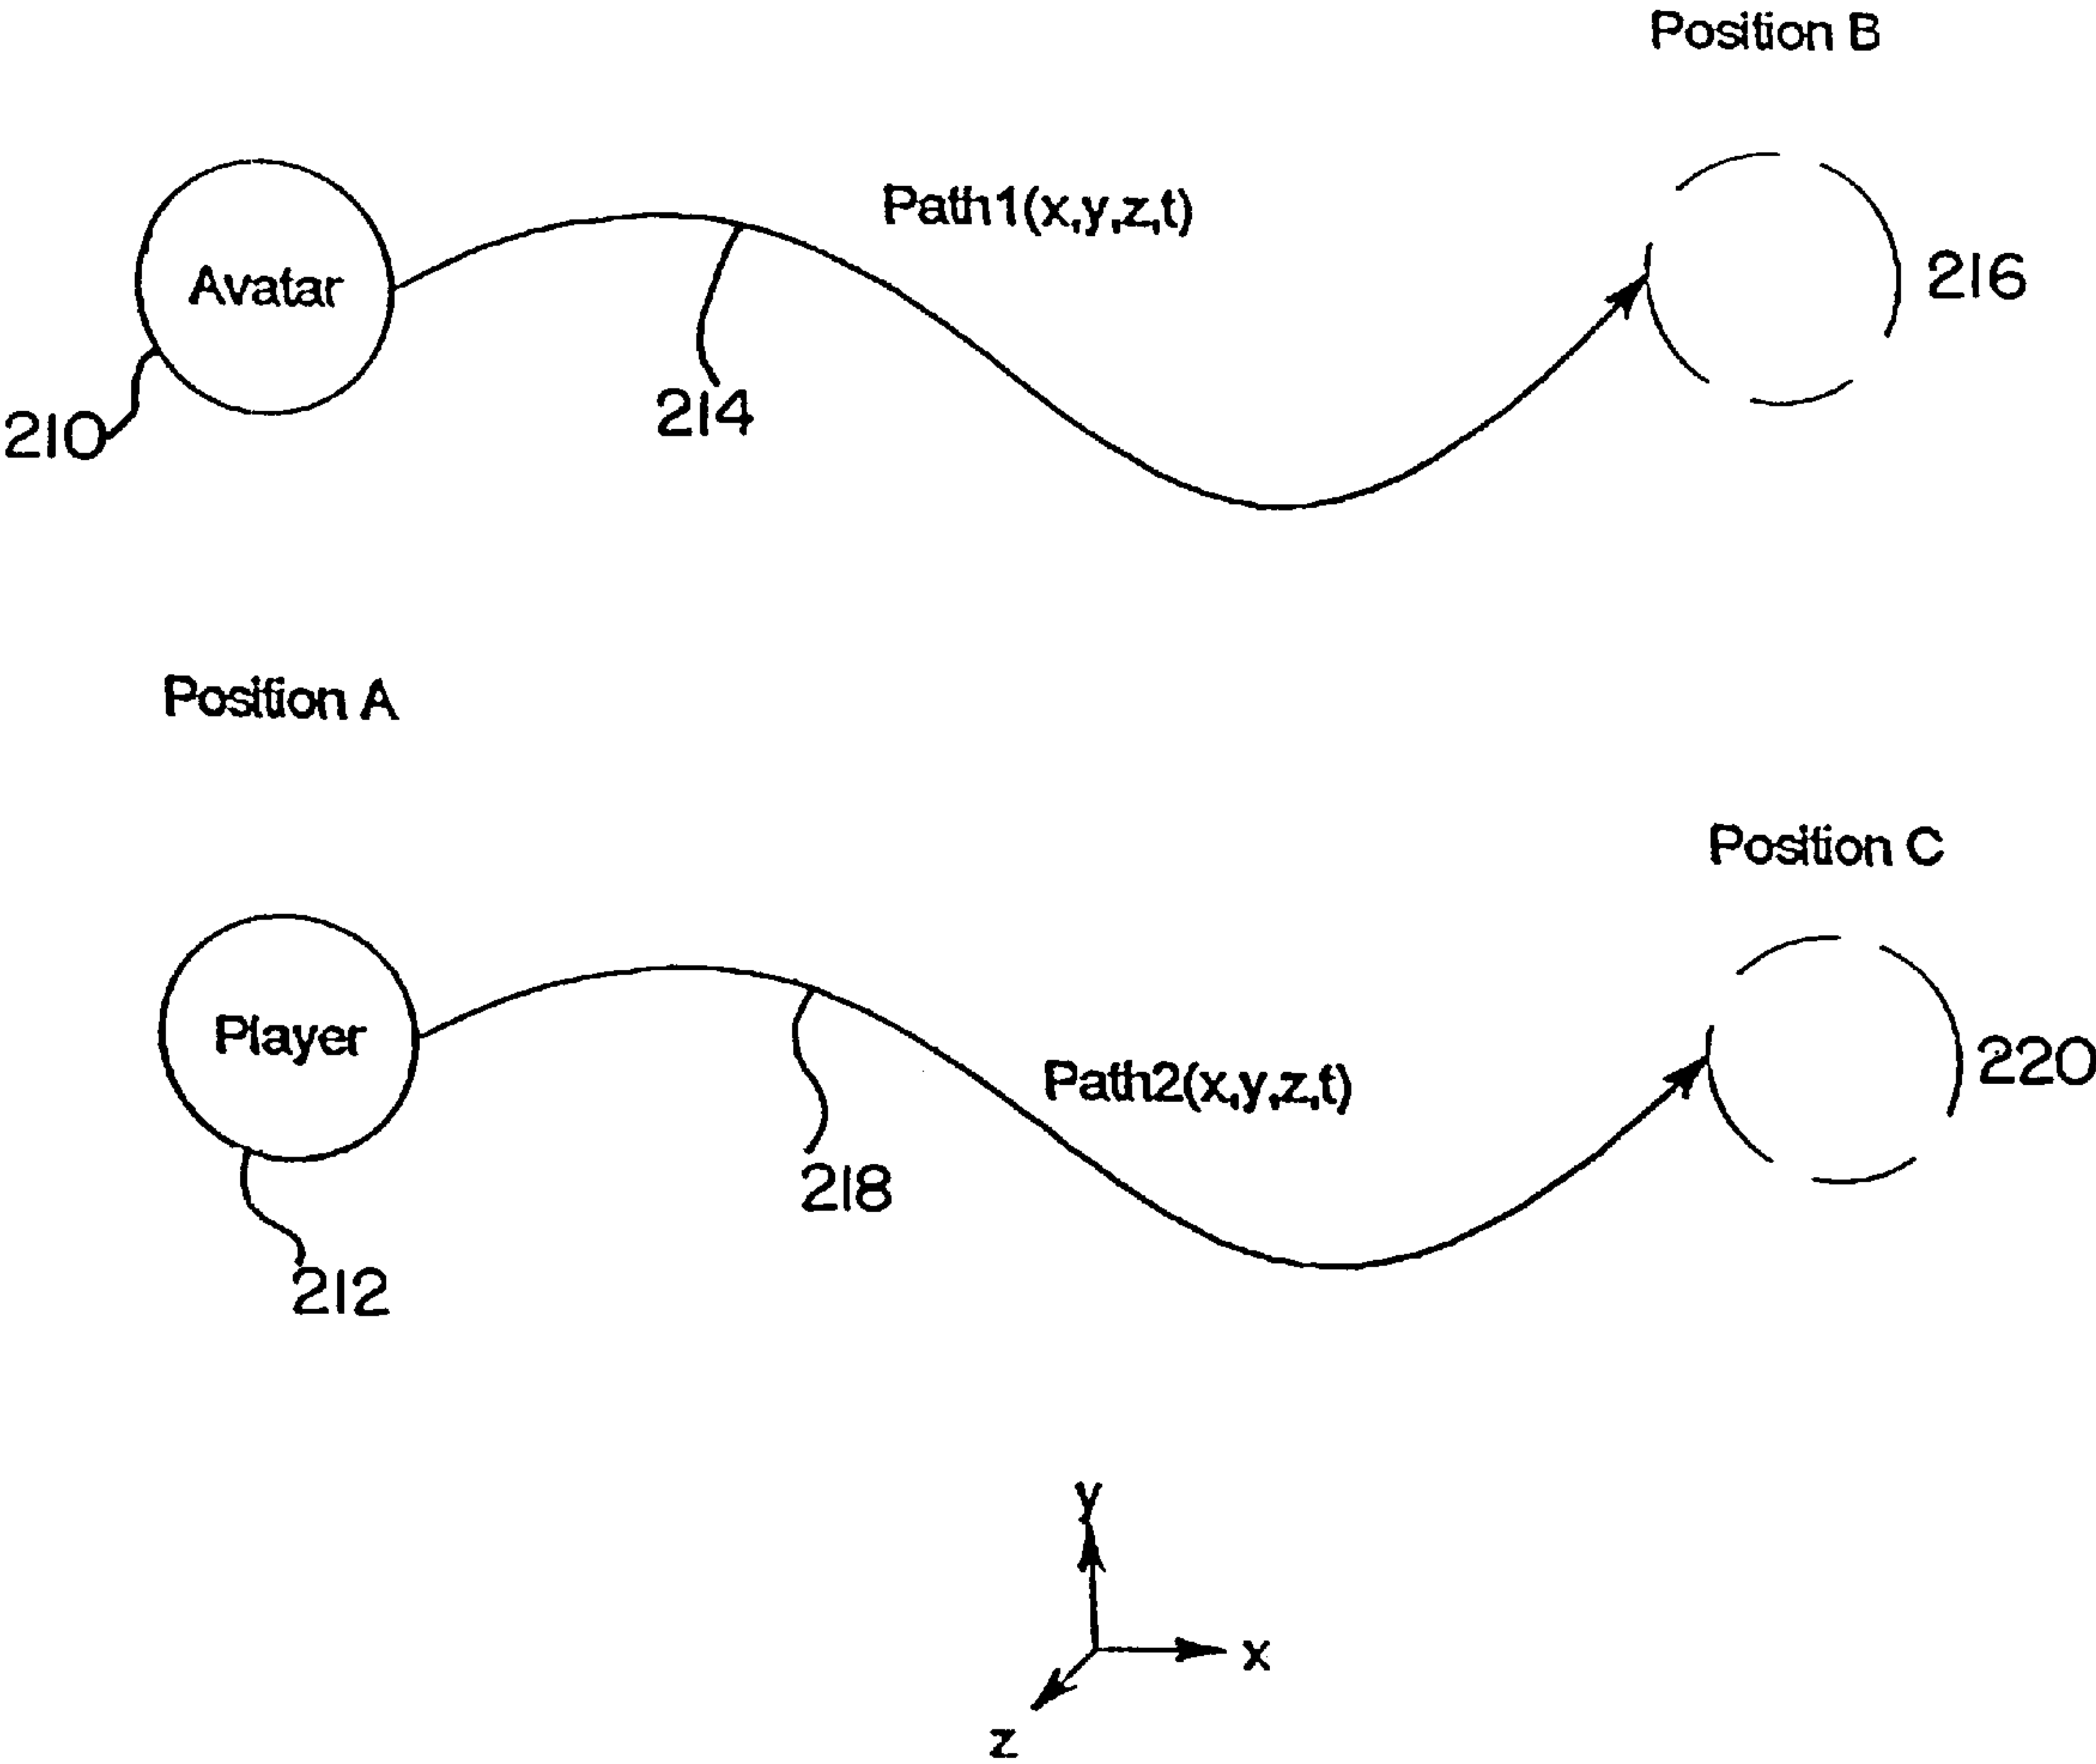 Position B
Path1(x,y,z,t)
Avatar
216
214
210
Position A
Position C
Player
220
Path2(x,y,z,t)
218
212
y
x
z